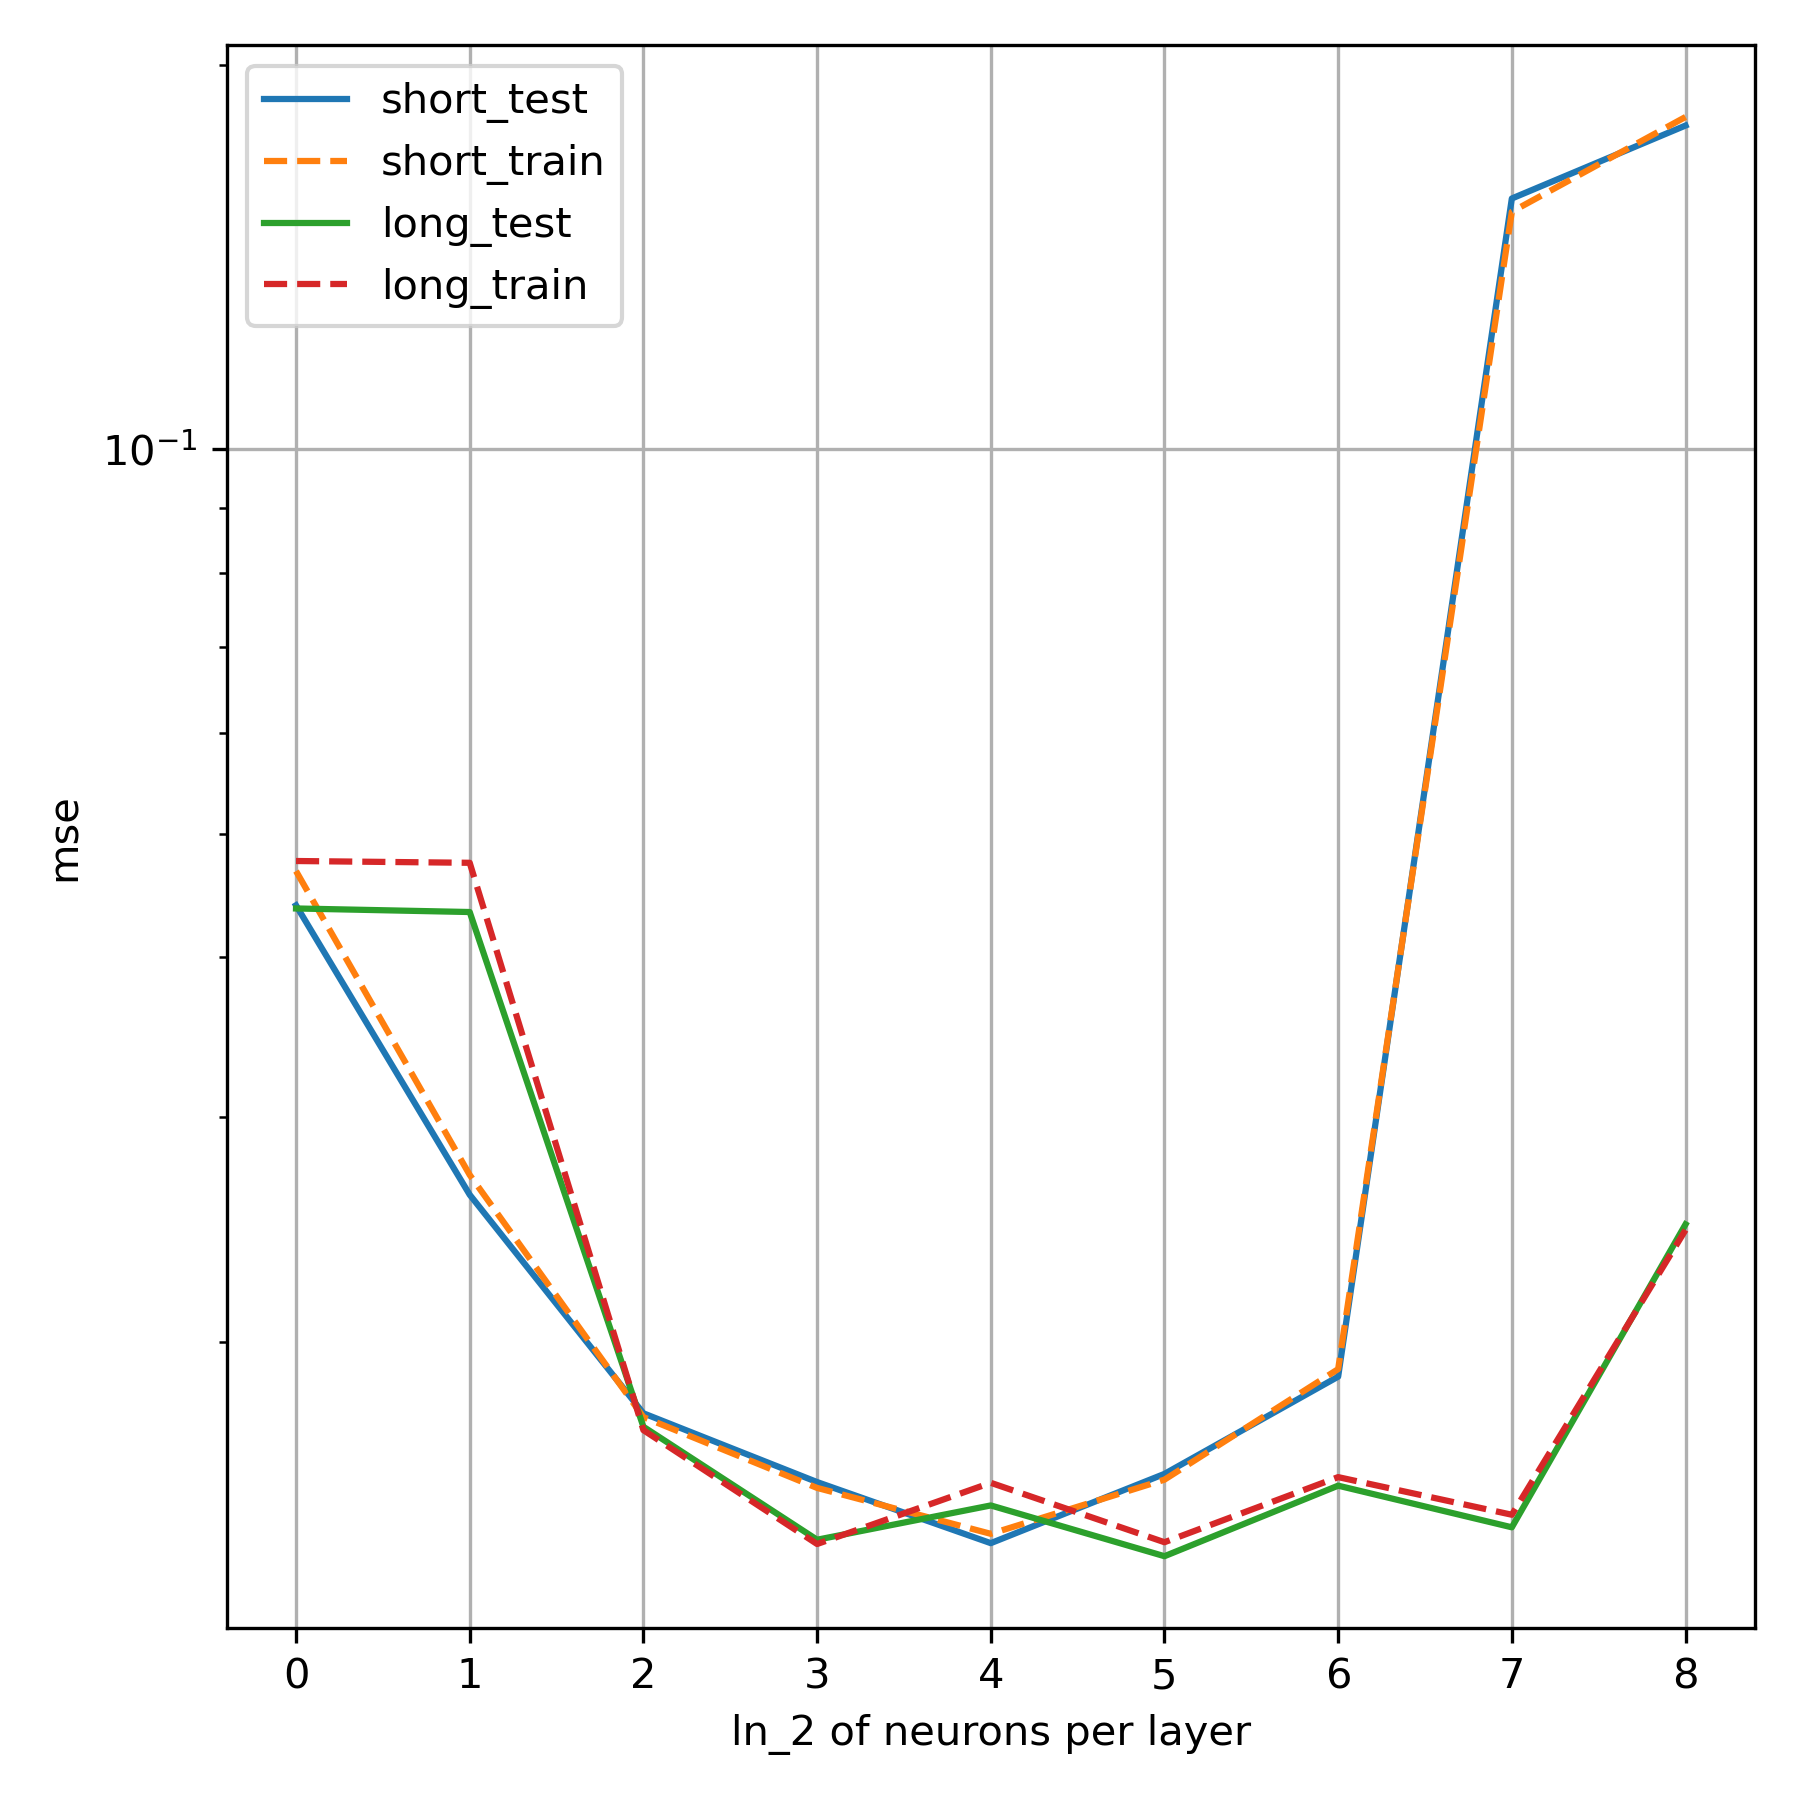 short_test
short_train
long_test
long_train
10⁻¹
mse
0 1 2 3 4 5 6 7 8
ln_2 of neurons per layer